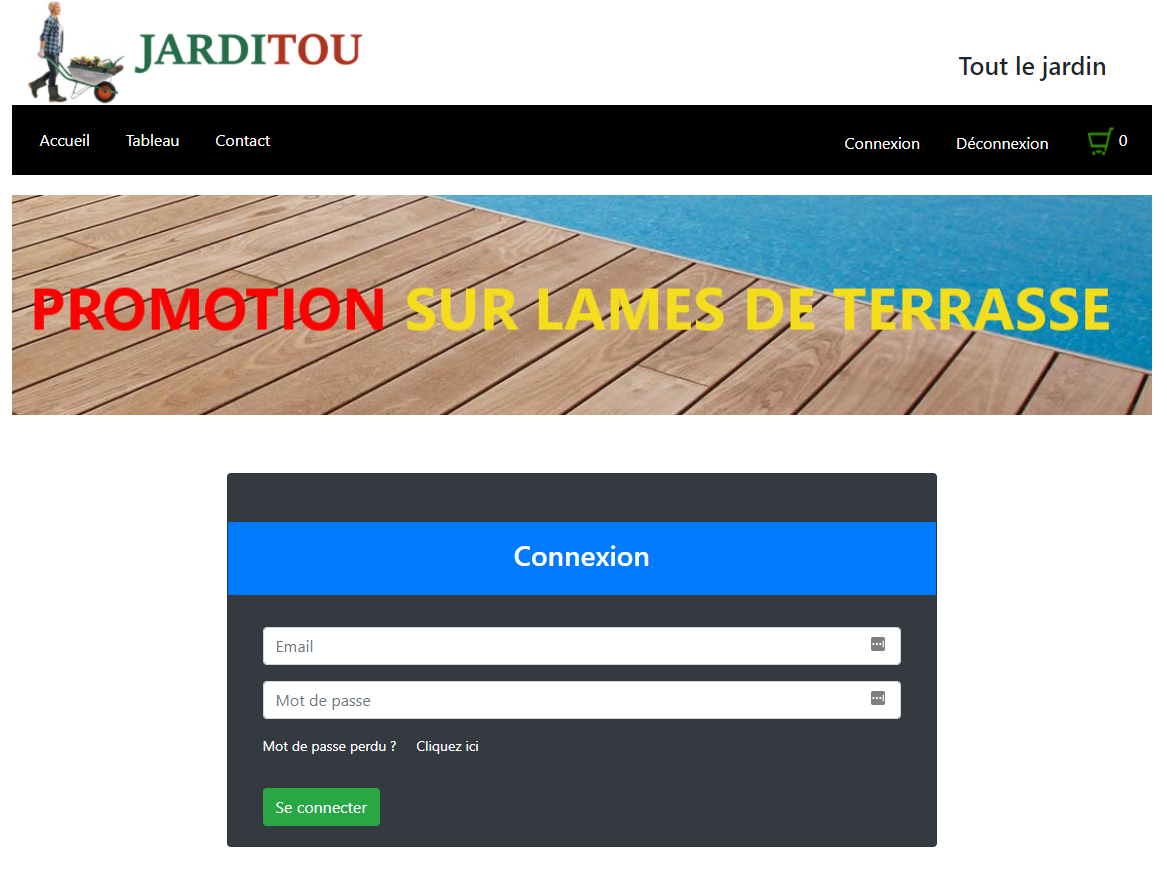 JARDITOU
Tout le jardin
Accueil Tableau Contact Connexion Déconnexion 0
PROMOTION SUR LAMES DE TERRASSE
Connexion
Email
Mot de passe
Mot de passe perdu ? Cliquez ici
Se connecter